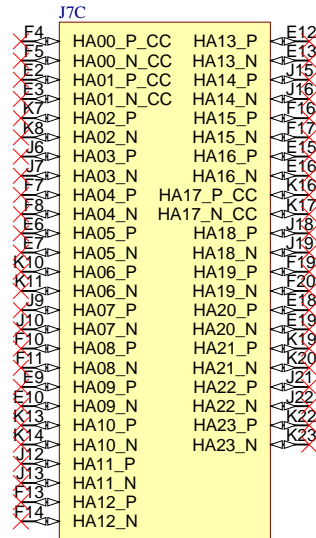 J7C
F4 HA00_P_CC HA13_P E12
F5 HA00_N_CC HA13_N E13
E2 HA01_P_CC HA14_P J15
E3 HA01_N_CC HA14_N J16
K7 HA02_P HA15_P F16
K8 HA02_N HA15_N F17
J6 HA03_P HA16_P E15
J7 HA03_N HA16_N E16
F7 HA04_P HA17_P_CC K16
F8 HA04_N HA17_N_CC K17
E6 HA05_P HA18_P J18
E7 HA05_N HA18_N J19
K10 HA06_P HA19_P F19
K11 HA06_N HA19_N F20
J9 HA07_P HA20_P E18
J10 HA07_N HA20_N E19
F10 HA08_P HA21_P K19
F11 HA08_N HA21_N K20
E9 HA09_P HA22_P J21
E10 HA09_N HA22_N J22
K13 HA10_P HA23_P K22
K14 HA10_N HA23_N K23
J12 HA11_P
J13 HA11_N
F13 HA12_P
F14 HA12_N